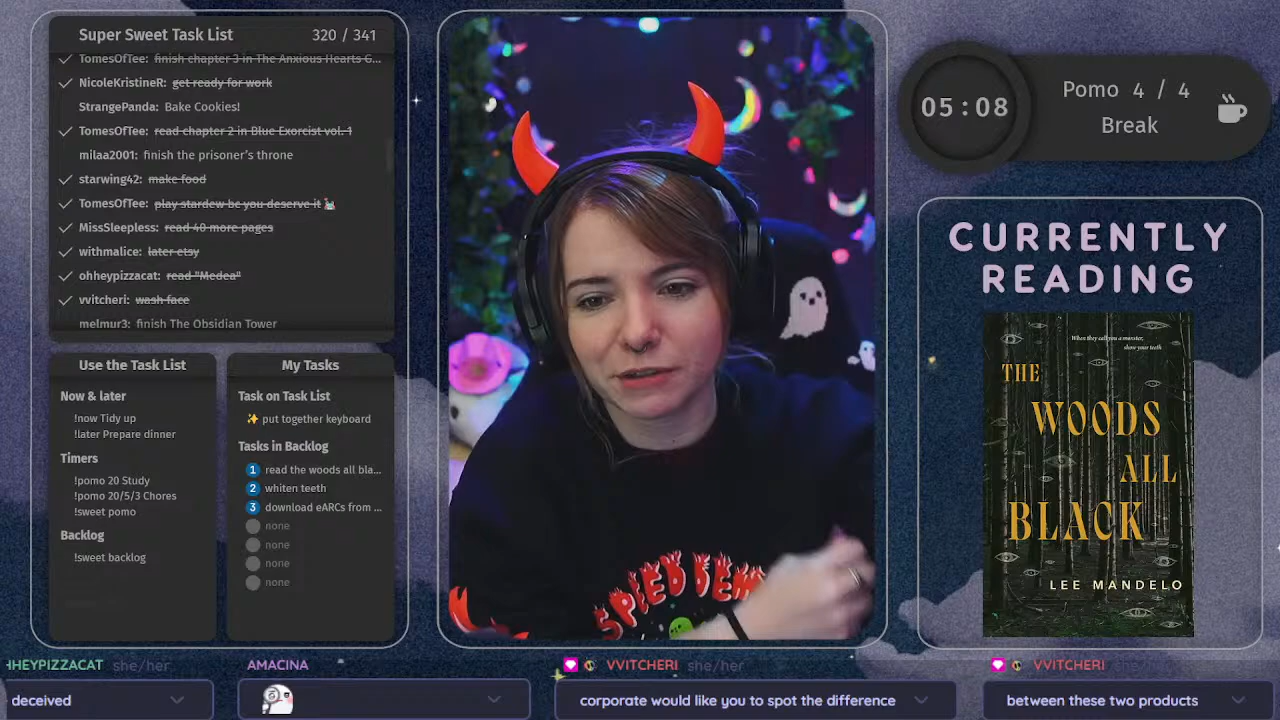 Super Sweet Task List 320 / 341
TomesOfTee: finish chapter 3 in The Anxious Hearts G...
NicoleKristineR: get ready for work
StrangePanda: Bake Cookies!
TomesOfTee: read chapter 2 in Blue Exorcist vol. 1
milaa2001: finish the prisoner's throne
starwing42: make food
TomesOfTee: play stardew be you deserve it
MissSleepless: read 40 more pages
withmalice: later etsy
ohheypizzacat: read "Medea"
vvitcheri: wash face
melmur3: finish The Obsidian Tower
Use the Task List
Now & later
!now Tidy up
!later Prepare dinner
Timers
!pomo 20 Study
!pomo 20/5/3 Chores
!sweet pomo
Backlog
!sweet backlog
My Tasks
Task on Task List
✨ put together keyboard
Tasks in Backlog
1 read the woods all bla...
2 whiten teeth
3 download eARCs from ...
none
none
none
none
05:08
Pomo 4 / 4
Break
CURRENTLY
READING
When they call you a monster,
show your teeth
THE
WOODS
ALL
BLACK
LEE MANDELO
HHEYPIZZACAT she/her
deceived
AMACINA
VVITCHERI she/her
corporate would like you to spot the difference
VVITCHERI she/her
between these two products